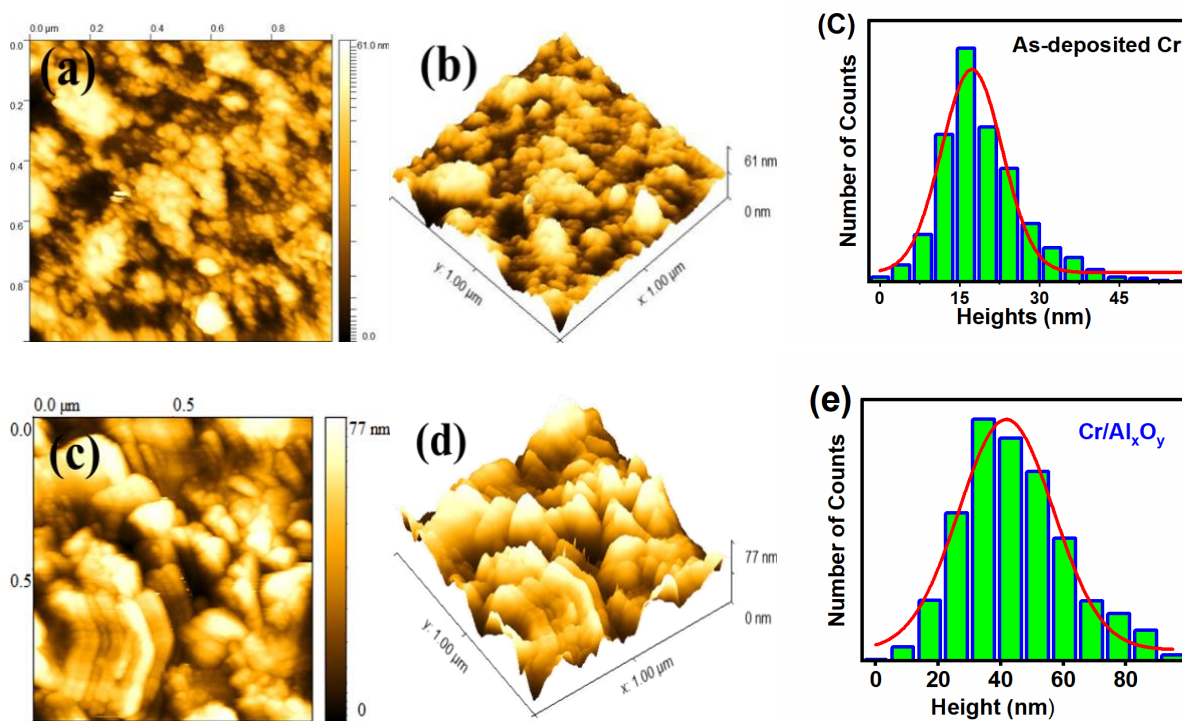 0.0 µm 0.2 0.4 0.6 0.8
0.0
0.2
0.4
0.6
0.8
(a)
61.0 nm
0.0
(b)
61 nm
0 nm
y: 1.00 µm
x: 1.00 µm
(C)
As-deposited Cr
Number of Counts
0 15 30 45
Heights (nm)
0.0 µm 0.5
0.0
0.5
(c)
77 nm
0
(d)
77 nm
0 nm
y: 1.00 µm
x: 1.00 µm
(e)
Cr/AlxOy
Number of Counts
0 20 40 60 80
Height (nm)